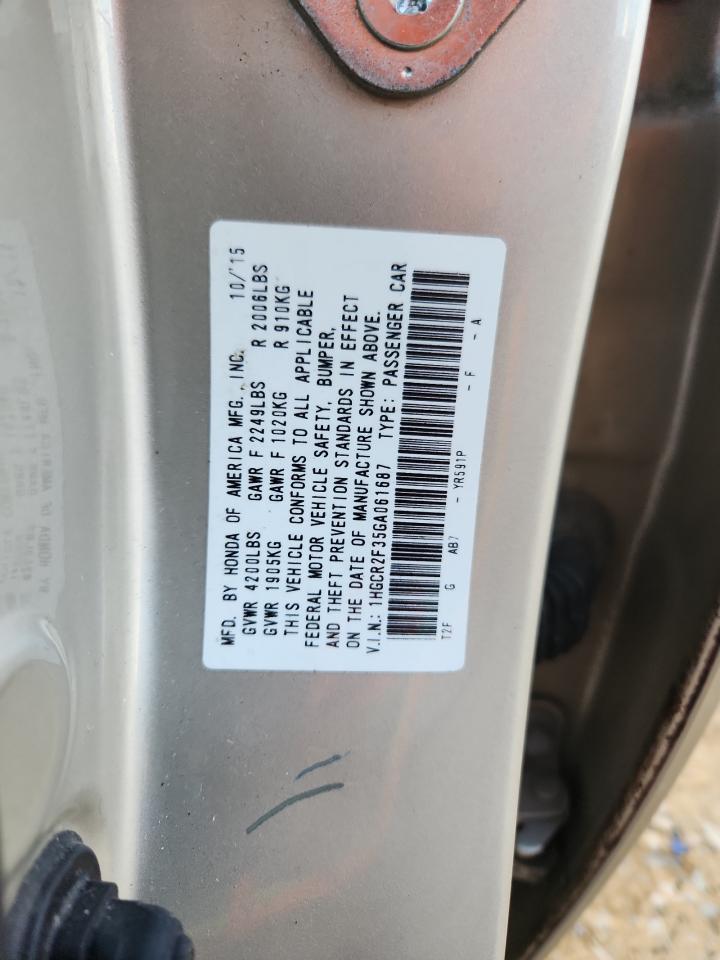 MFD. BY HONDA OF AMERICA MFG., INC. 10/'15
GVWR 4200LBS GAWR F 2249LBS R 2006LBS
GVWR 1905KG GAWR F 1020KG R 910KG
THIS VEHICLE CONFORMS TO ALL APPLICABLE
FEDERAL MOTOR VEHICLE SAFETY, BUMPER,
AND THEFT PREVENTION STANDARDS IN EFFECT
ON THE DATE OF MANUFACTURE SHOWN ABOVE.
V.I.N.: 1HGCR2F35GA061687 TYPE: PASSENGER CAR
T2F G AB7 - YR591P - F - A